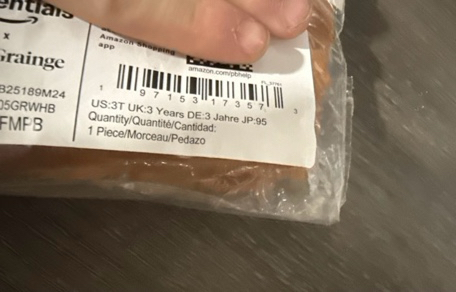 entials
x
Grainge
B25189M24
05GRWHB
FMPB
Amazon Shopping
app
amazon.com/pbhelp
1 97153 17357 3
US:3T UK:3 Years DE:3 Jahre JP:95
Quantity/Quantité/Cantidad:
1 Piece/Morceau/Pedazo